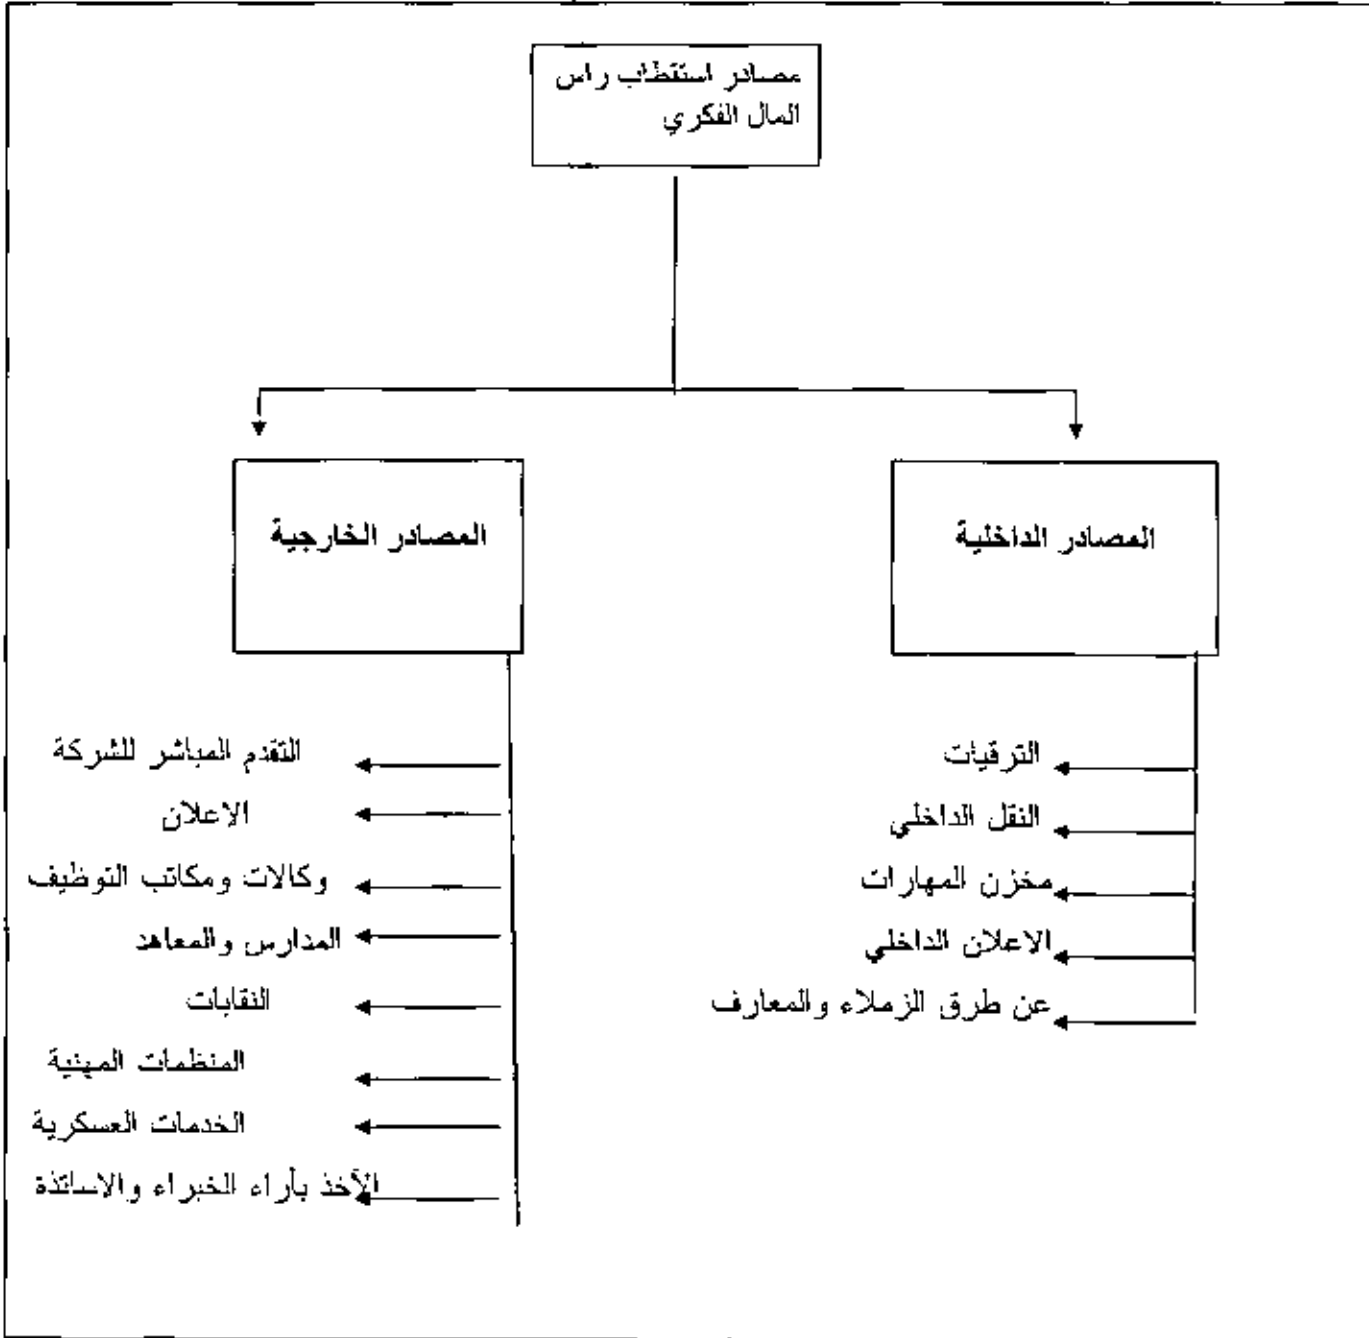 مصادر استقطاب راس
المال الفكري
المصادر الداخلية
الترقيات
النقل الداخلي
مخزن المهارات
الاعلان الداخلي
عن طرق الزملاء والمعارف
المصادر الخارجية
التقدم المباشر للشركة
الاعلان
وكالات ومكاتب التوظيف
المدارس والمعاهد
النقابات
المنظمات المهنية
الخدمات العسكرية
الآخذ بأراء الخبراء والاساتذة